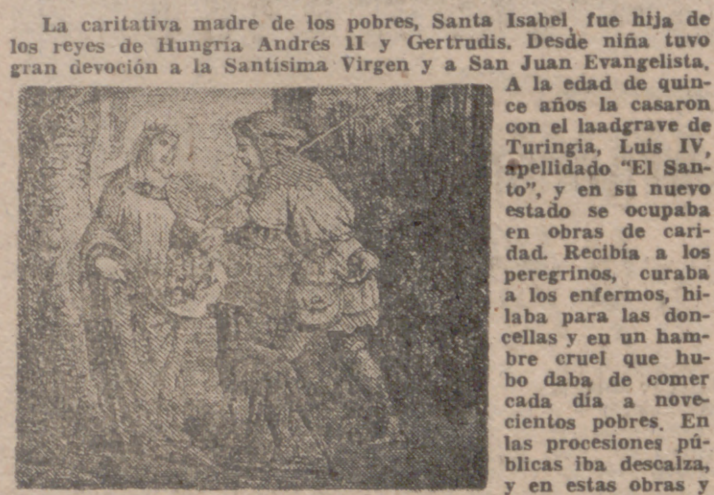 La caritativa madre de los pobres, Santa Isabel, fue hija de
los reyes de Hungría Andrés II y Gertrudis. Desde niña tuvo
gran devoción a la Santísima Virgen y a San Juan Evangelista.
A la edad de quin-
ce años la casaron
con el laadgrave de
Turingia, Luis IV,
apellidado "El San-
to", y en su nuevo
estado se ocupaba
en obras de cari-
dad. Recibía a los
peregrinos, curaba
a los enfermos, hi-
laba para las don-
cellas y en un ham-
bre cruel que hu-
bo daba de comer
cada día a nove-
cientos pobres. En
las procesiones pú-
blicas iba descalza,
y en estas obras y